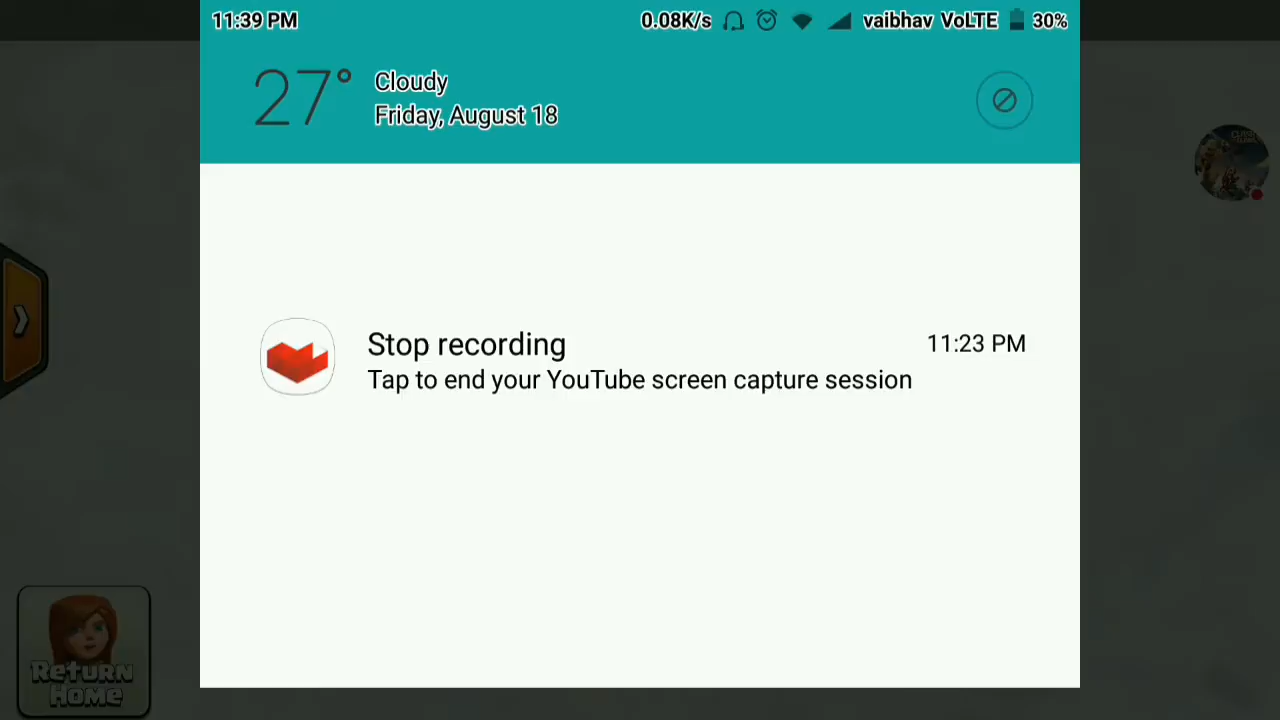 11:39 PM 0.08K/s vaibhav VoLTE 30%
27° Cloudy
Friday, August 18
Stop recording 11:23 PM
Tap to end your YouTube screen capture session
Return
Home